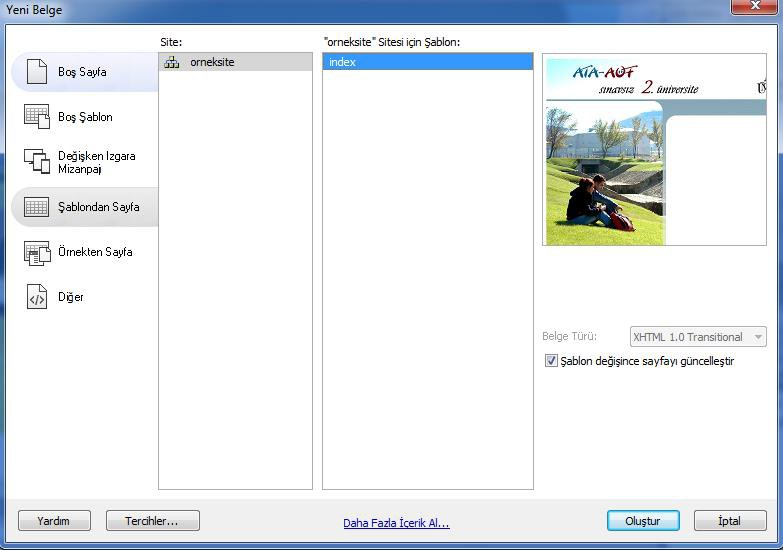 Yeni Belge
Site:
"orneksite" Sitesi için Şablon:
Boş Sayfa
Boş Şablon
Değişken Izgara
Mizanpajı
Şablondan Sayfa
Örnekten Sayfa
Diğer
orneksite
index
ATA-AÖF
sınavsız 2. üniversite
Belge Türü:
XHTML 1.0 Transitional
Şablon değişince sayfayı güncelleştir
Yardım
Tercihler...
Daha Fazla İçerik Al...
Oluştur
İptal